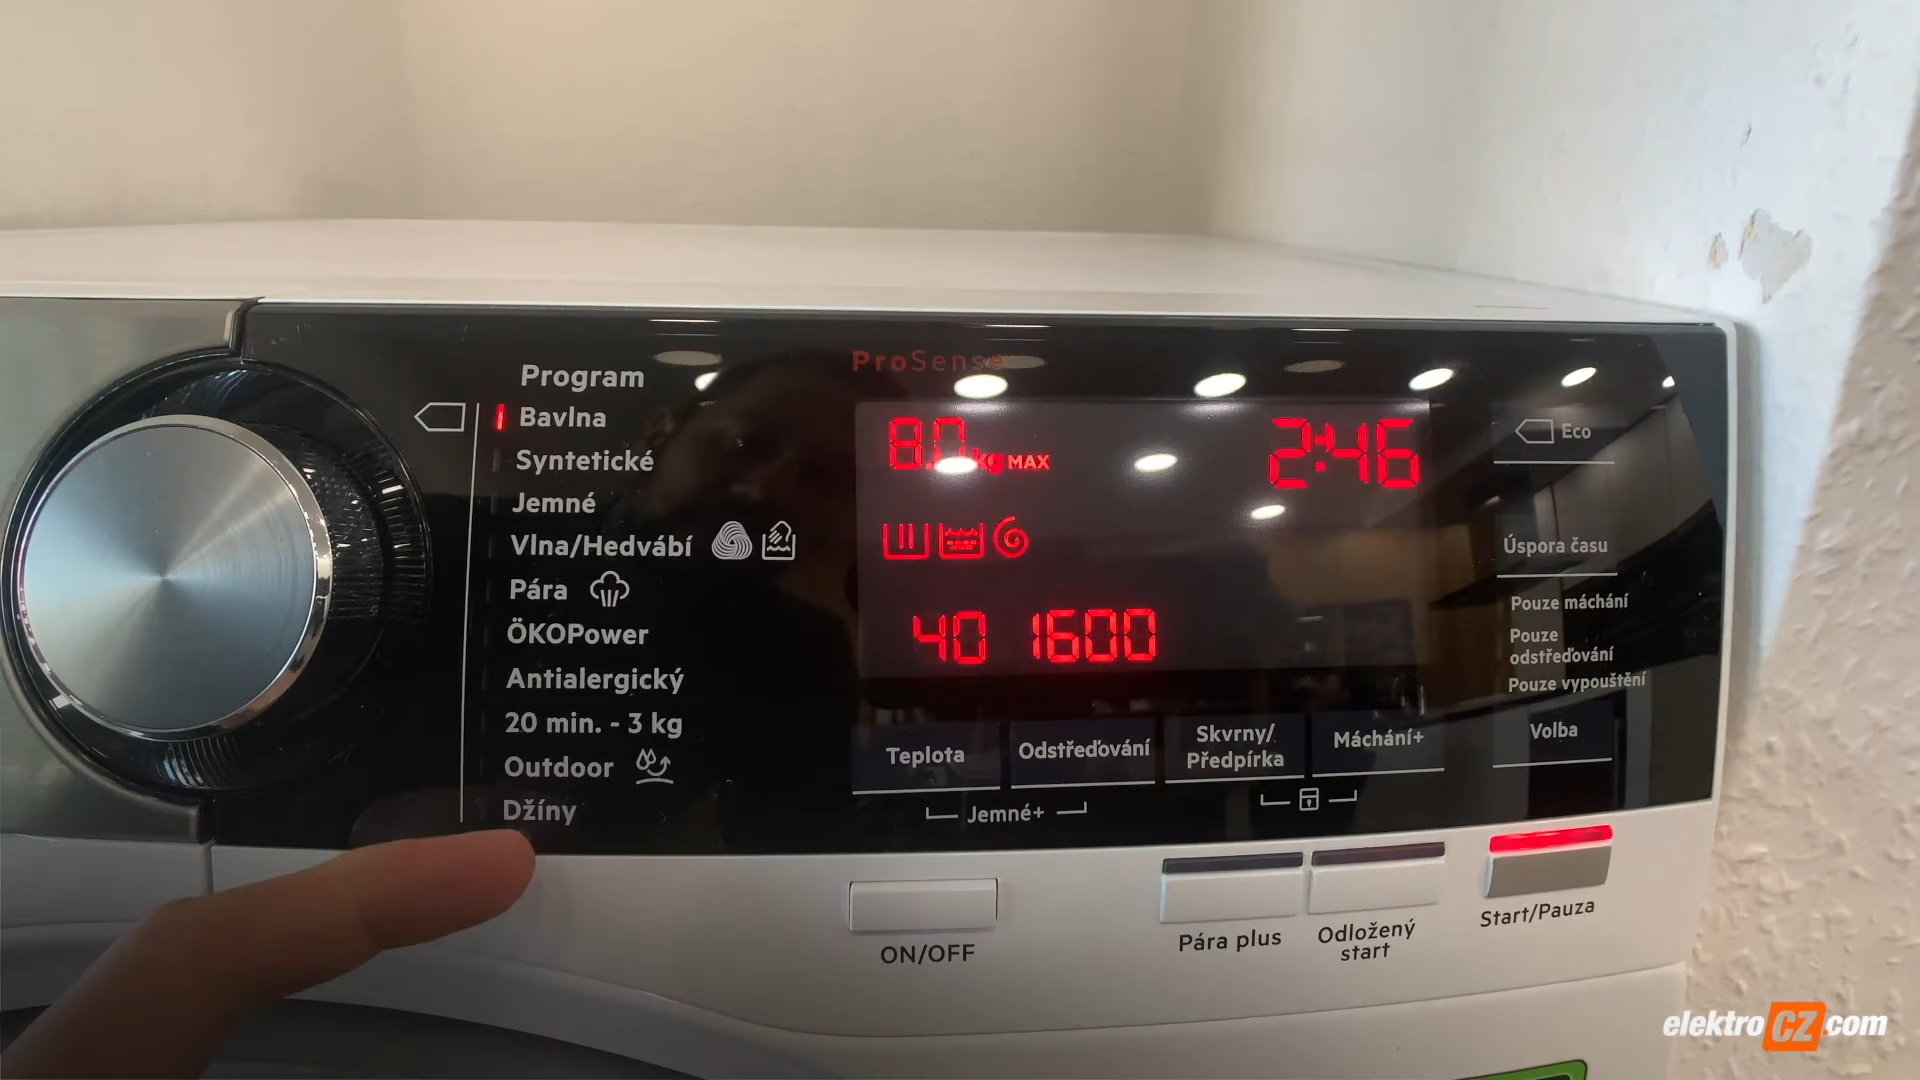 Program
Bavlna
Syntetické
Jemné
Vlna/Hedvábí
Pára
ÖKOPower
Antialergický
20 min. - 3 kg
Outdoor
Džíny
ProSense
8.0 kg MAX
2:46
40 1600
Teplota
Odstřeďování
Skvrny/
Předpírka
Máchání+
Jemné+
Eco
Úspora času
Pouze máchání
Pouze
odstřeďování
Pouze vypouštění
Volba
ON/OFF
Pára plus
Odložený
start
Start/Pauza
elektroCZ.com